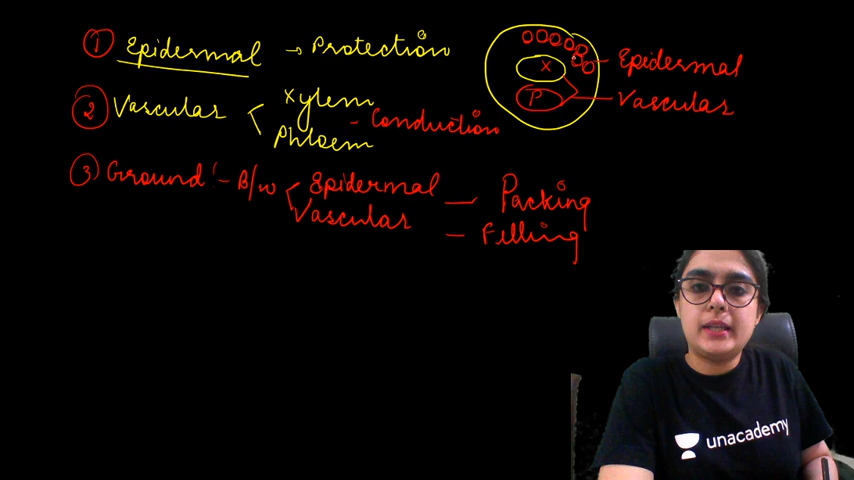 ① Epidermal → Protection
② Vascular < Xylem
Phloem - Conduction
③ Ground :- B/w < Epidermal — Packing
Vascular — Filling
X
P
Epidermal
Vascular
unacademy